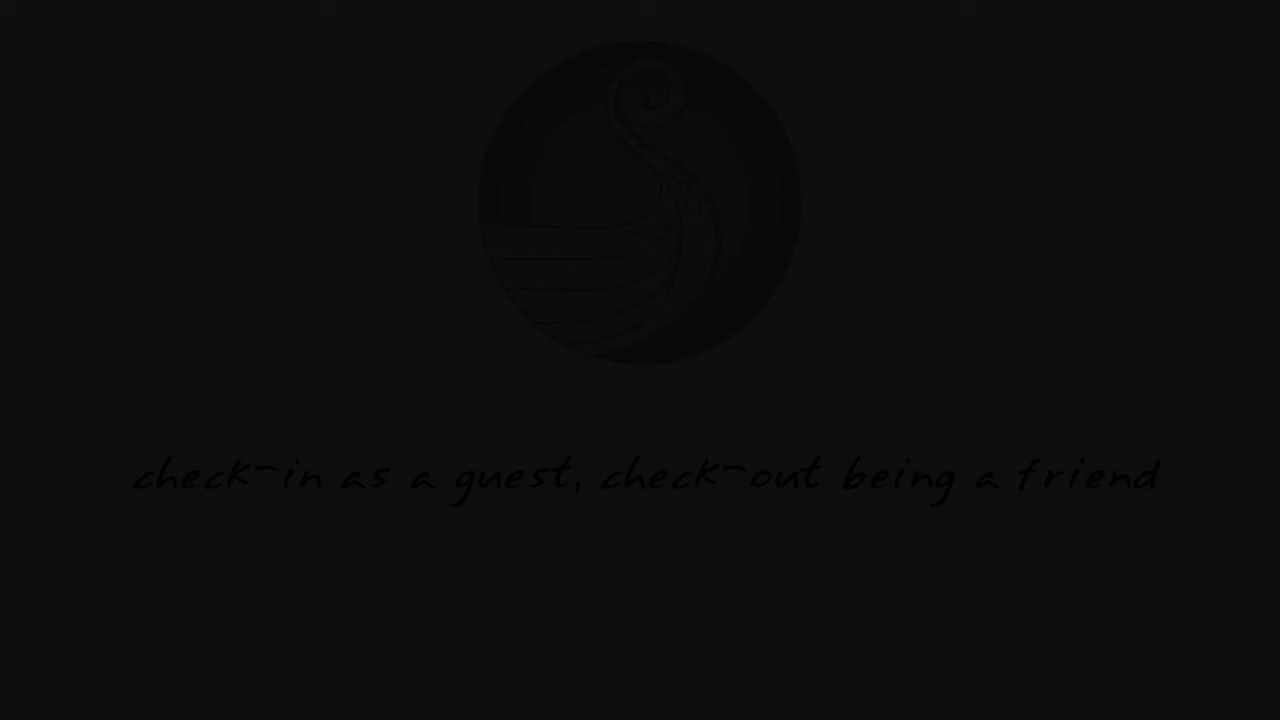 check-in as a guest, check-out being a friend